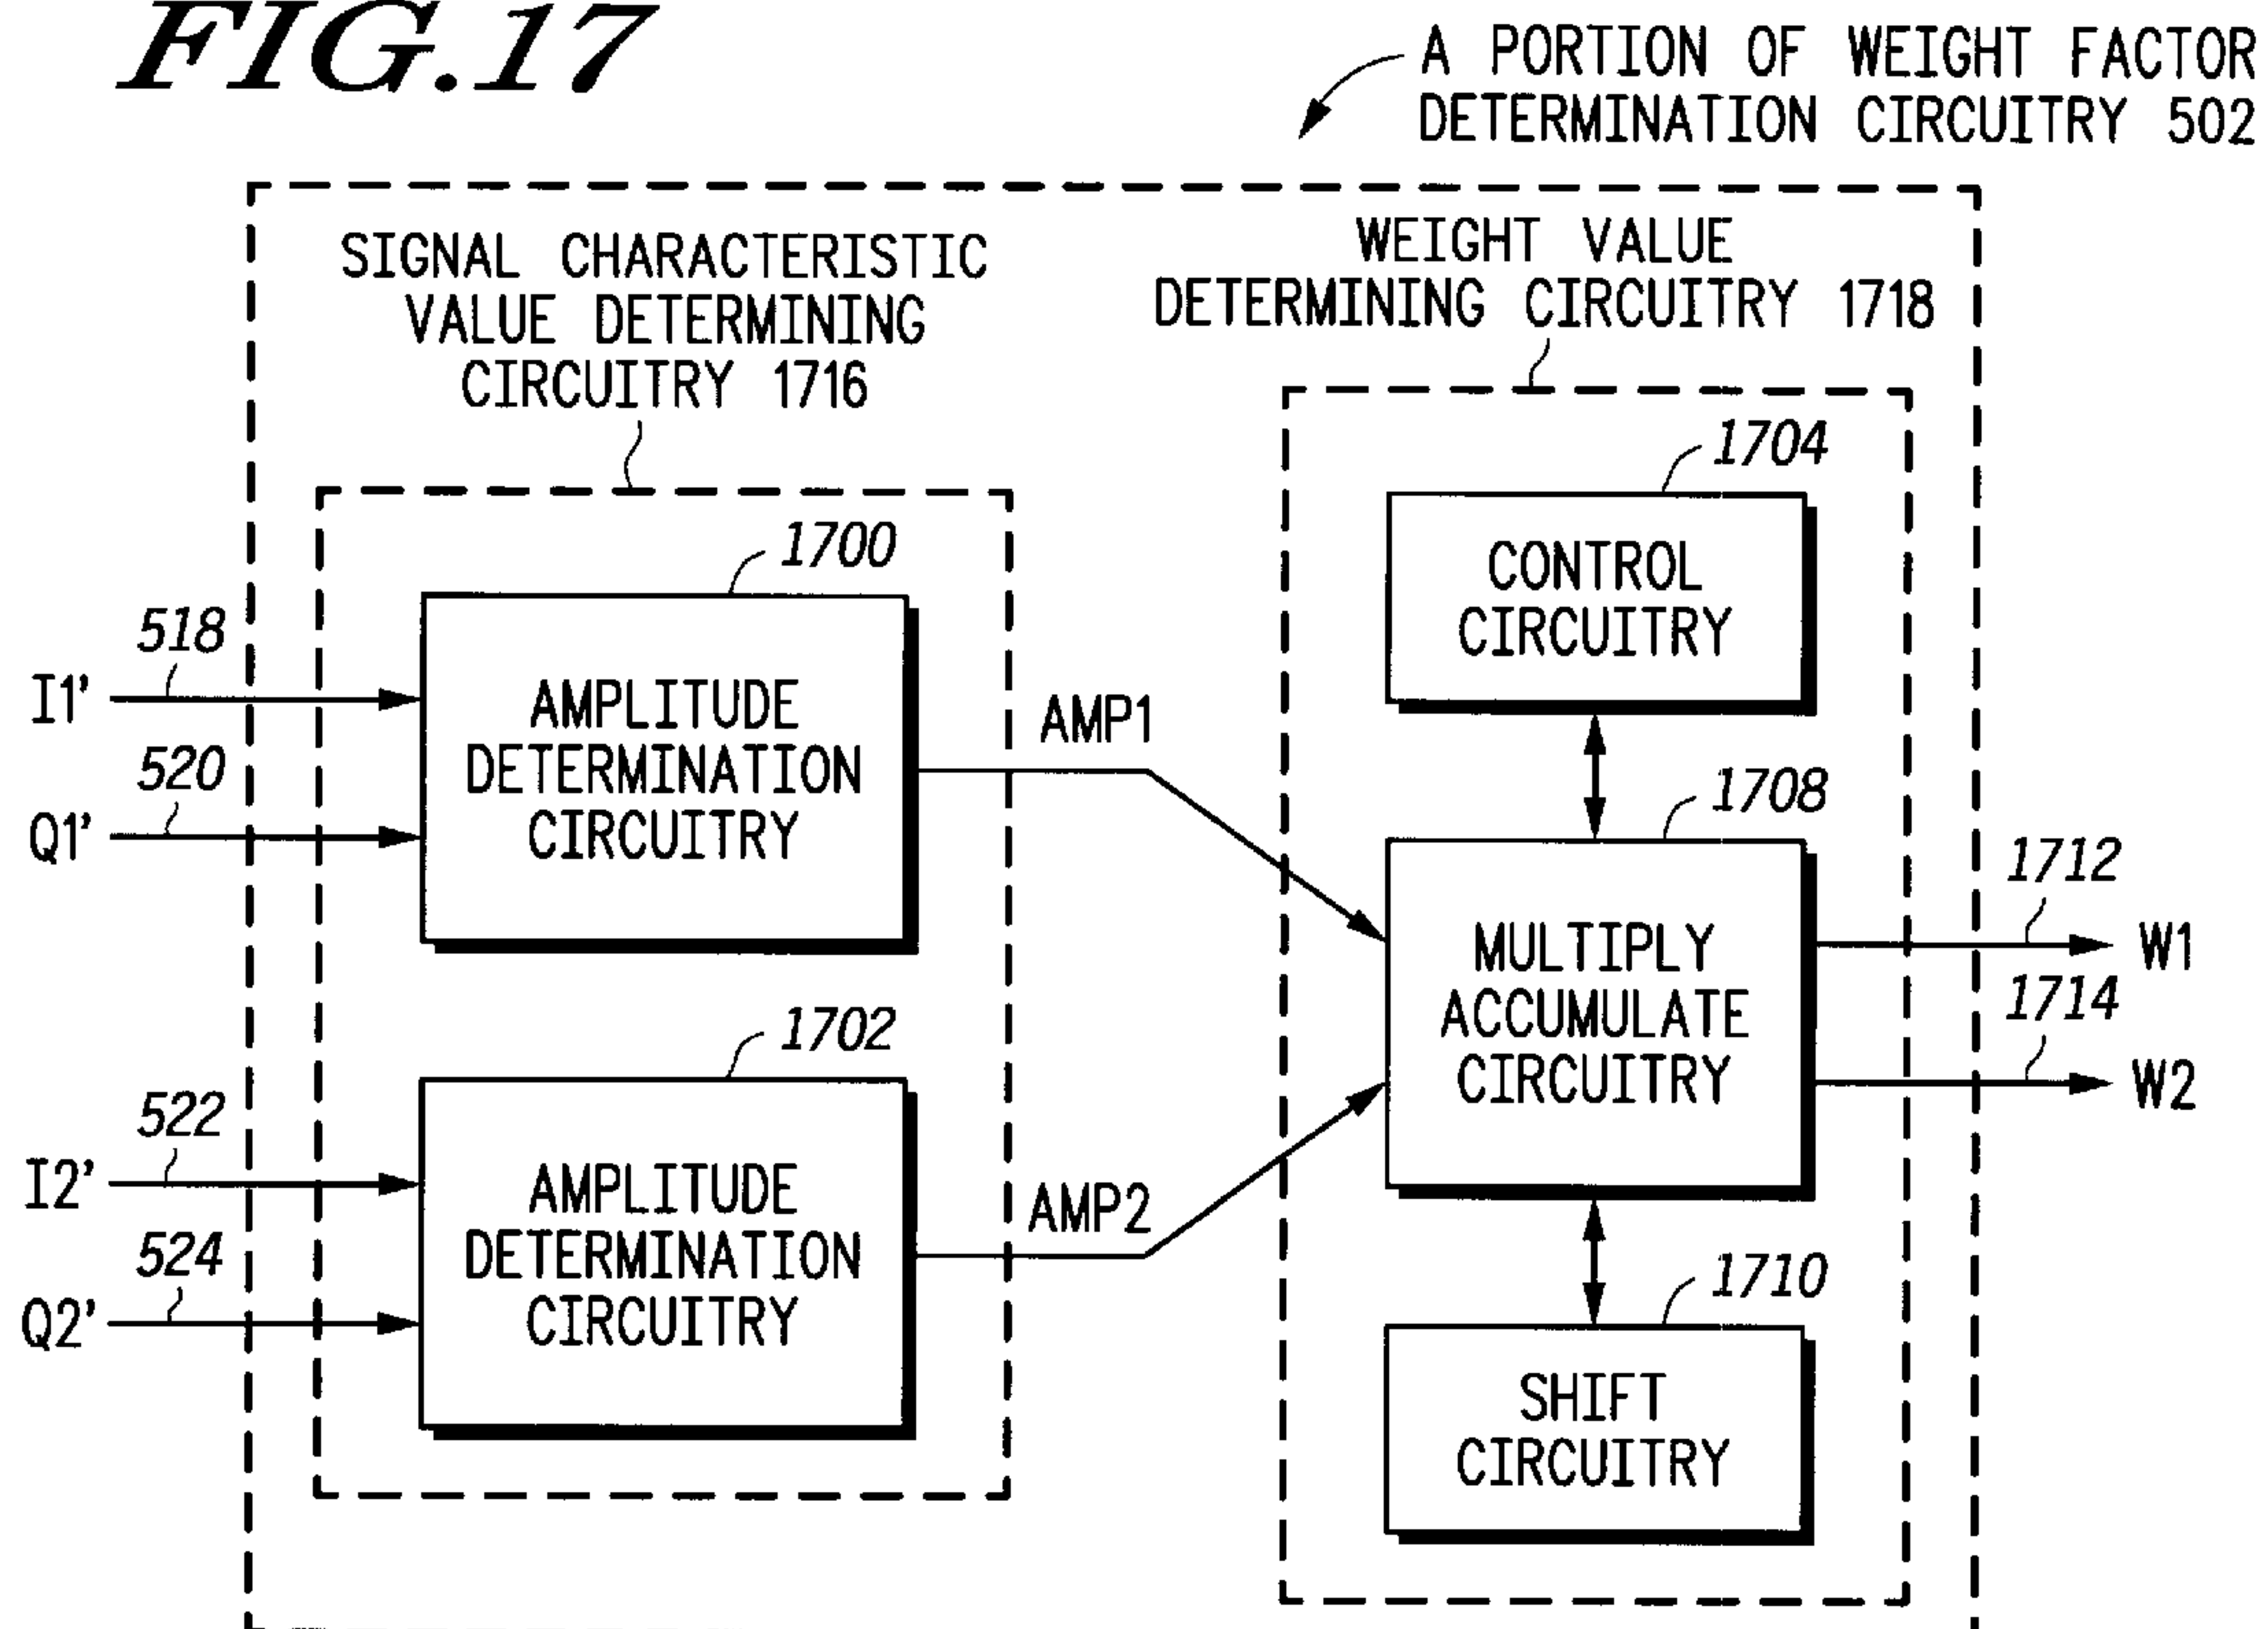 FIG.17
A PORTION OF WEIGHT FACTOR
DETERMINATION CIRCUITRY 502
SIGNAL CHARACTERISTIC
VALUE DETERMINING
CIRCUITRY 1716
WEIGHT VALUE
DETERMINING CIRCUITRY 1718
1700
AMPLITUDE
DETERMINATION
CIRCUITRY
518
I1'
520
Q1'
AMP1
1702
AMPLITUDE
DETERMINATION
CIRCUITRY
522
I2'
524
Q2'
AMP2
1704
CONTROL
CIRCUITRY
1708
MULTIPLY
ACCUMULATE
CIRCUITRY
1712
W1
1714
W2
1710
SHIFT
CIRCUITRY